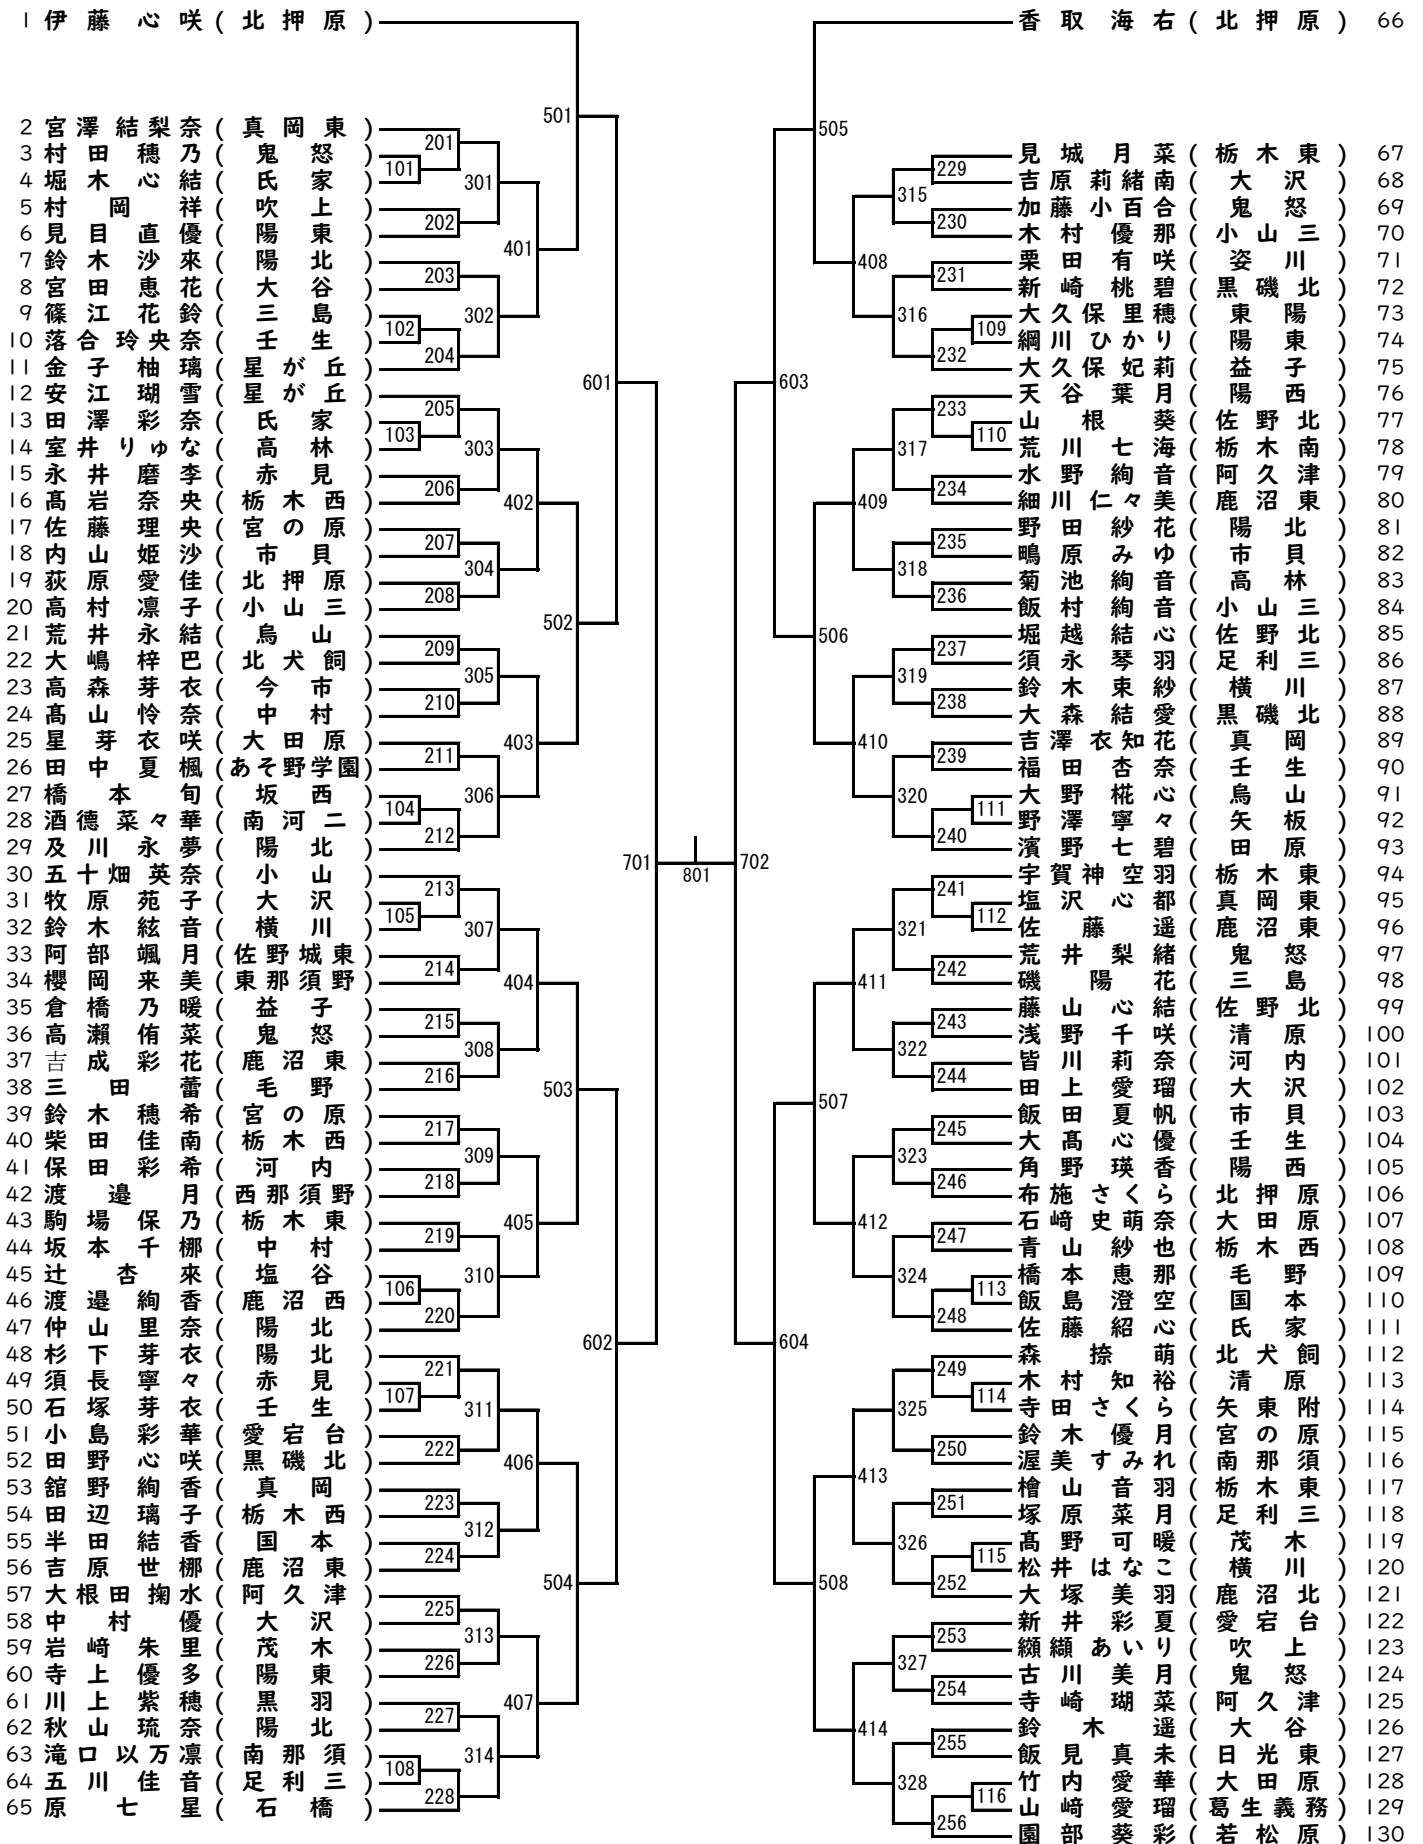 1 伊藤心咲(北押原)
2 宮澤結梨奈(真岡東)
3 村田穂乃(鬼怒)
4 堀木心結(氏家)
5 村岡祥(吹上)
6 見目直優(陽東)
7 鈴木沙來(陽北)
8 宮田恵花(大谷)
9 篠江花鈴(三島)
10 落合玲央奈(壬生)
11 金子柚璃(星が丘)
12 安江瑚雪(星が丘)
13 田澤彩奈(氏家)
14 室井りゅな(高林)
15 永井磨李(赤見)
16 髙岩奈央(栃木西)
17 佐藤理央(宮の原)
18 内山姫沙(市貝)
19 荻原愛佳(北押原)
20 高村凛子(小山三)
21 荒井永結(烏山)
22 大嶋梓巴(北犬飼)
23 高森芽衣(今市)
24 髙山怜奈(中村)
25 星芽衣咲(大田原)
26 田中夏楓(あそ野学園)
27 橋本旬(坂西)
28 酒德菜々華(南河二)
29 及川永夢(陽北)
30 五十畑英奈(小山)
31 牧原苑子(大沢)
32 鈴木絃音(横川)
33 阿部颯月(佐野城東)
34 櫻岡来美(東那須野)
35 倉橋乃暖(益子)
36 高瀬侑菜(鬼怒)
37 吉成彩花(鹿沼東)
38 三田蕾(毛野)
39 鈴木穂希(宮の原)
40 柴田佳南(栃木西)
41 保田彩希(河内)
42 渡邉月(西那須野)
43 駒場保乃(栃木東)
44 坂本千梛(中村)
45 辻杏來(塩谷)
46 渡邉絢香(鹿沼西)
47 仲山里奈(陽北)
48 杉下芽衣(陽北)
49 須長寧々(赤見)
50 石塚芽衣(壬生)
51 小島彩華(愛宕台)
52 田野心咲(黒磯北)
53 舘野絢香(真岡)
54 田辺璃子(栃木西)
55 半田結香(国本)
56 吉原世梛(鹿沼東)
57 大根田掬水(阿久津)
58 中村優(大沢)
59 岩崎朱里(茂木)
60 寺上優多(陽東)
61 川上紫穂(黒羽)
62 秋山琉奈(陽北)
63 滝口以万凛(南那須)
64 五川佳音(足利三)
65 原七星(石橋)
101
102
103
104
105
106
107
108
201
202
203
204
205
206
207
208
209
210
211
212
213
214
215
216
217
218
219
220
221
222
223
224
225
226
227
228
301
302
303
304
305
306
307
308
309
310
311
312
313
314
401
402
403
404
405
406
407
501
502
503
504
601
602
701
801
702
603
604
505
506
507
508
408
409
410
411
412
413
414
315
316
317
318
319
320
321
322
323
324
325
326
327
328
229
230
231
232
233
234
235
236
237
238
239
240
241
242
243
244
245
246
247
248
249
250
251
252
253
254
255
256
109
110
111
112
113
114
115
116
香取海右(北押原) 66
見城月菜(栃木東) 67
吉原莉緒南(大沢) 68
加藤小百合(鬼怒) 69
木村優那(小山三) 70
栗田有咲(姿川) 71
新崎桃碧(黒磯北) 72
大久保里穂(東陽) 73
綱川ひかり(陽東) 74
大久保妃莉(益子) 75
天谷葉月(陽西) 76
山根葵(佐野北) 77
荒川七海(栃木南) 78
水野絢音(阿久津) 79
細川仁々美(鹿沼東) 80
野田紗花(陽北) 81
鴫原みゆ(市貝) 82
菊池絢音(高林) 83
飯村絢音(小山三) 84
堀越結心(佐野北) 85
須永琴羽(足利三) 86
鈴木束紗(横川) 87
大森結愛(黒磯北) 88
吉澤衣知花(真岡) 89
福田杏奈(壬生) 90
大野椛心(烏山) 91
野澤寧々(矢板) 92
濱野七碧(田原) 93
宇賀神空羽(栃木東) 94
塩沢心都(真岡東) 95
佐藤遥(鹿沼東) 96
荒井梨緒(鬼怒) 97
磯陽花(三島) 98
藤山心結(佐野北) 99
浅野千咲(清原) 100
皆川莉奈(河内) 101
田上愛瑠(大沢) 102
飯田夏帆(市貝) 103
大髙心優(壬生) 104
角野瑛香(陽西) 105
布施さくら(北押原) 106
石﨑史萌奈(大田原) 107
青山紗也(栃木西) 108
橋本恵那(毛野) 109
飯島澄空(国本) 110
佐藤紹心(氏家) 111
森捺萌(北犬飼) 112
木村知裕(清原) 113
寺田さくら(矢東附) 114
鈴木優月(宮の原) 115
渥美すみれ(南那須) 116
檜山音羽(栃木東) 117
塚原菜月(足利三) 118
髙野可暖(茂木) 119
松井はなこ(横川) 120
大塚美羽(鹿沼北) 121
新井彩夏(愛宕台) 122
纐纈あいり(吹上) 123
古川美月(鬼怒) 124
寺崎瑚菜(阿久津) 125
鈴木遥(大谷) 126
飯見真未(日光東) 127
竹内愛華(大田原) 128
山﨑愛瑠(葛生義務) 129
園部葵彩(若松原) 130